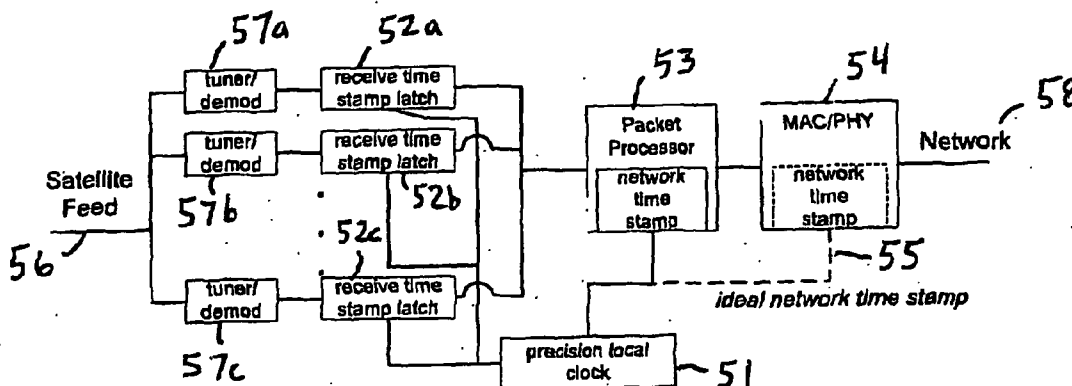 57a
52a
53
54
58
tuner/
demod
receive time
stamp latch
Packet
Processor
network
time
stamp
MAC/PHY
network
time
stamp
Network
tuner/
demod
receive time
stamp latch
Satellite
Feed
57b
52b
56
52c
55
tuner/
demod
receive time
stamp latch
ideal network time stamp
57c
precision local
clock
51